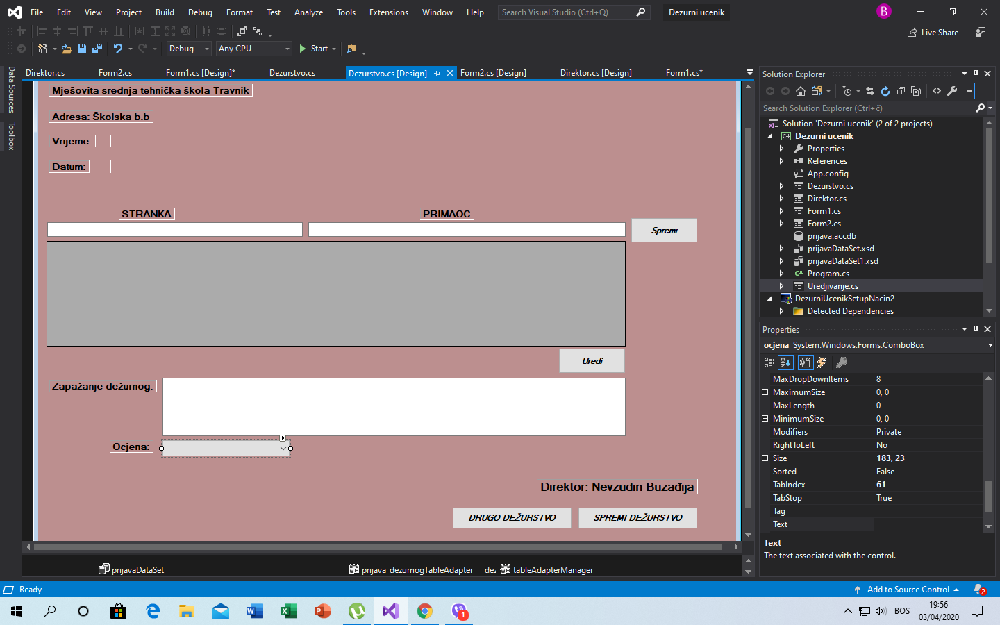 File Edit View Project Build Debug Format Test Analyze Tools Extensions Window Help Search Visual Studio (Ctrl+Q) Dezurni ucenik B
Live Share
Debug Any CPU Start
Data Sources
Toolbox
Direktor.cs Form2.cs Form1.cs [Design]* Dezurstvo.cs Dezurstvo.cs [Design] Form2.cs [Design] Direktor.cs [Design] Form1.cs*
Mješovita srednja tehnička škola Travnik
Adresa: Školska b.b
Vrijeme:
Datum:
STRANKA PRIMAOC
Spremi
Uredi
Zapažanje dežurnog:
Ocjena:
Direktor: Nevzudin Buzađija
DRUGO DEŽURSTVO SPREMI DEŽURSTVO
prijavaDataSet prijava_dezurnogTableAdapter _dez tableAdapterManager
Solution Explorer
Search Solution Explorer (Ctrl+č)
Solution 'Dezurni ucenik' (2 of 2 projects)
Dezurni ucenik
Properties
References
App.config
Dezurstvo.cs
Direktor.cs
Form1.cs
Form2.cs
prijava.accdb
prijavaDataSet.xsd
prijavaDataSet1.xsd
Program.cs
Uredjivanje.cs
DezurniUcenikSetupNacin2
Detected Dependencies
Properties
ocjena System.Windows.Forms.ComboBox
MaxDropDownItems 8
MaximumSize 0, 0
MaxLength 0
MinimumSize 0, 0
Modifiers Private
RightToLeft No
Size 183, 23
Sorted False
TabIndex 61
TabStop True
Tag
Text
Text
The text associated with the control.
Ready Add to Source Control 2
1 BOS 19:56
03/04/2020